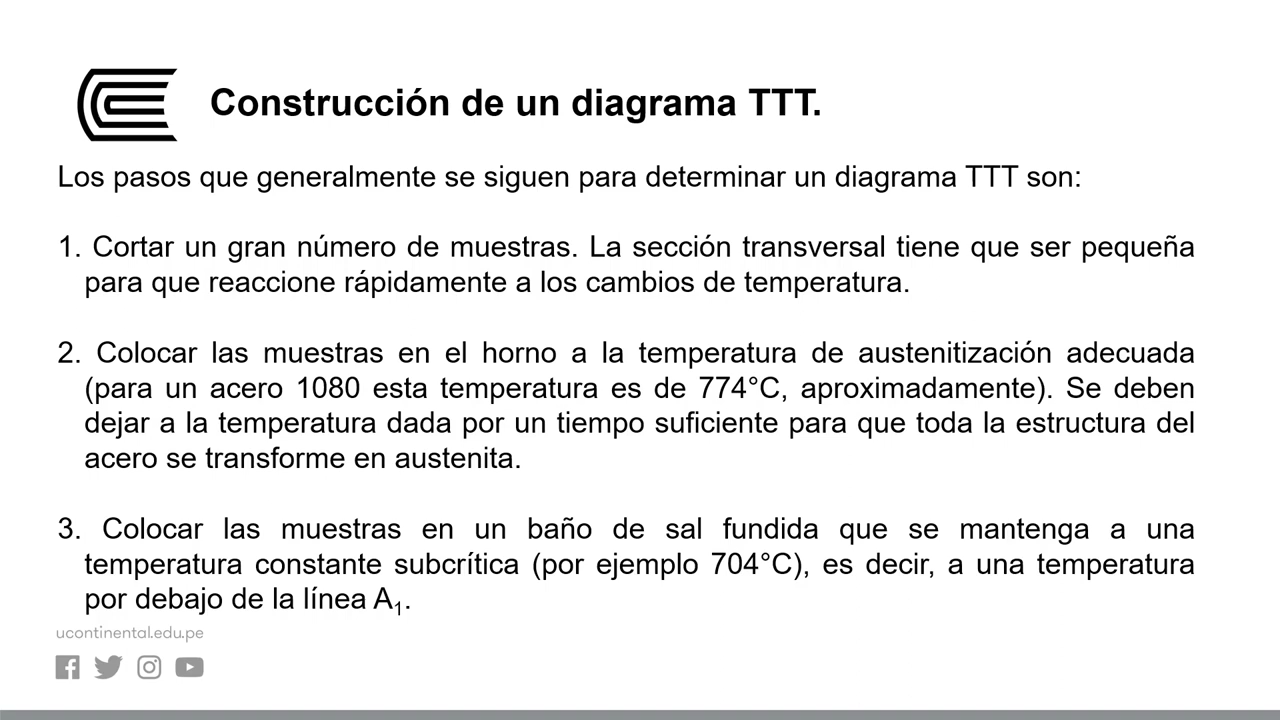 Construcción de un diagrama TTT.
Los pasos que generalmente se siguen para determinar un diagrama TTT son:
1. Cortar un gran número de muestras. La sección transversal tiene que ser pequeña
para que reaccione rápidamente a los cambios de temperatura.
2. Colocar las muestras en el horno a la temperatura de austenitización adecuada
(para un acero 1080 esta temperatura es de 774°C, aproximadamente). Se deben
dejar a la temperatura dada por un tiempo suficiente para que toda la estructura del
acero se transforme en austenita.
3. Colocar las muestras en un baño de sal fundida que se mantenga a una
temperatura constante subcrítica (por ejemplo 704°C), es decir, a una temperatura
por debajo de la línea A₁.
ucontinental.edu.pe